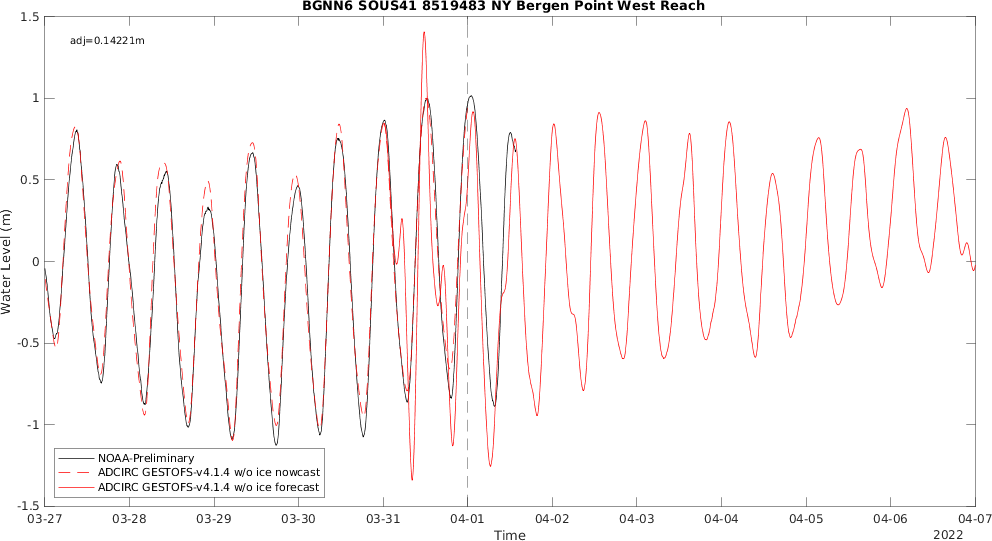 BGNN6 SOUS41 8519483 NY Bergen Point West Reach
adj=0.14221m
1.5
1
0.5
0
-0.5
-1
-1.5
Water Level (m)
NOAA-Preliminary
ADCIRC GESTOFS-v4.1.4 w/o ice nowcast
ADCIRC GESTOFS-v4.1.4 w/o ice forecast
03-27 03-28 03-29 03-30 03-31 04-01 04-02 04-03 04-04 04-05 04-06 04-07
Time
2022